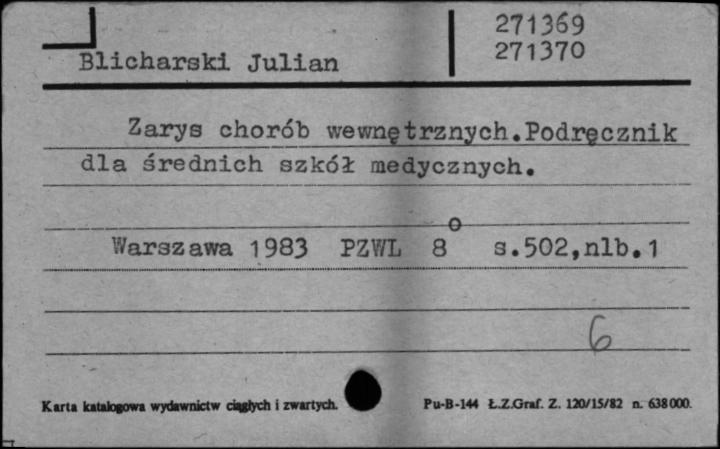 271369
Blicharski Julian 271370
Zarys chorób wewnętrznych.Podręcznik
dla średnich szkół medycznych.
Warszawa 1983 PZWL 8° s.502,nlb.1
6
Karta katalogowa wydawnictw ciągłych i zwartych. Pu-B-144 Ł.Z.Graf. Z. 120/15/82 n. 638000.